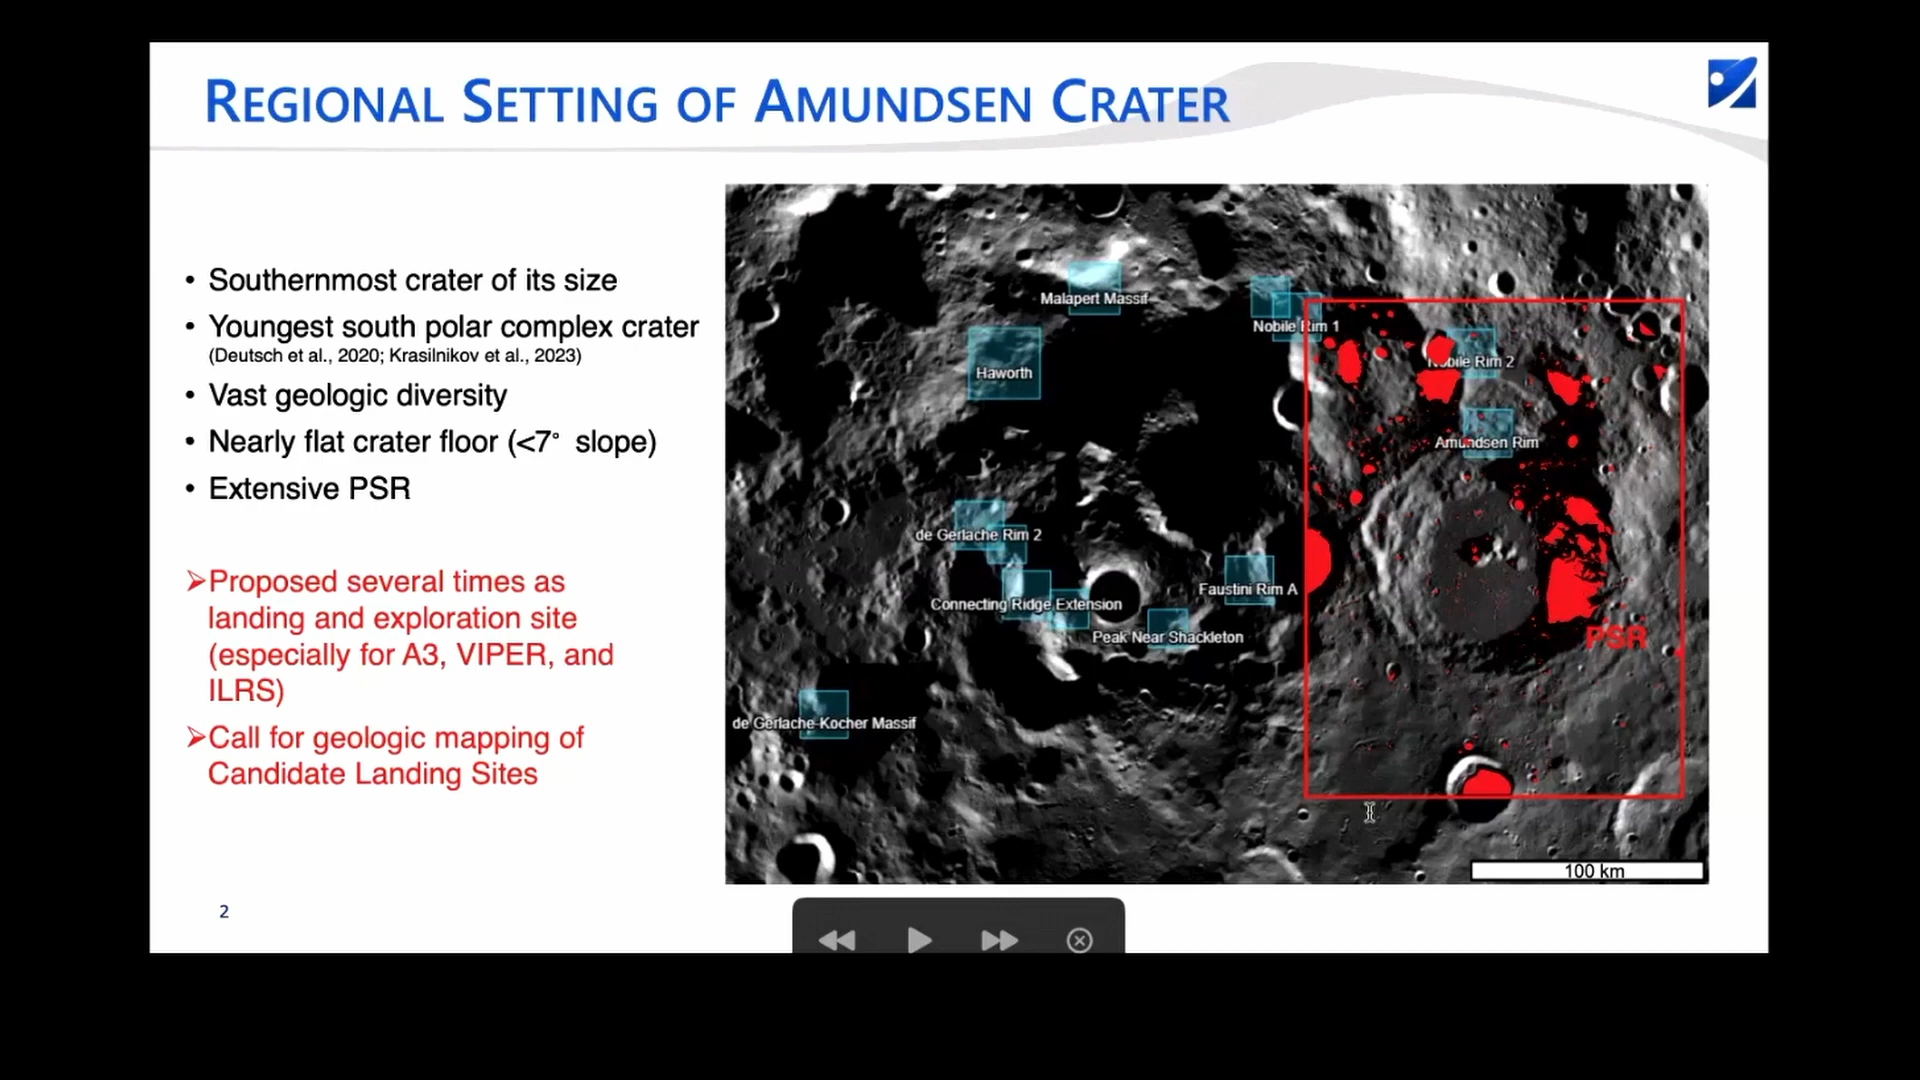 REGIONAL SETTING OF AMUNDSEN CRATER
• Southernmost crater of its size
• Youngest south polar complex crater
(Deutsch et al., 2020; Krasilnikov et al., 2023)
• Vast geologic diversity
• Nearly flat crater floor (<7° slope)
• Extensive PSR
➢Proposed several times as
landing and exploration site
(especially for A3, VIPER, and
ILRS)
➢Call for geologic mapping of
Candidate Landing Sites
Malapert Massif
Nobile Rim 1
Nobile Rim 2
Haworth
Amundsen Rim
de Gerlache Rim 2
Faustini Rim A
Connecting Ridge Extension
Peak Near Shackleton
PSR
de Gerlache-Kocher Massif
100 km
2